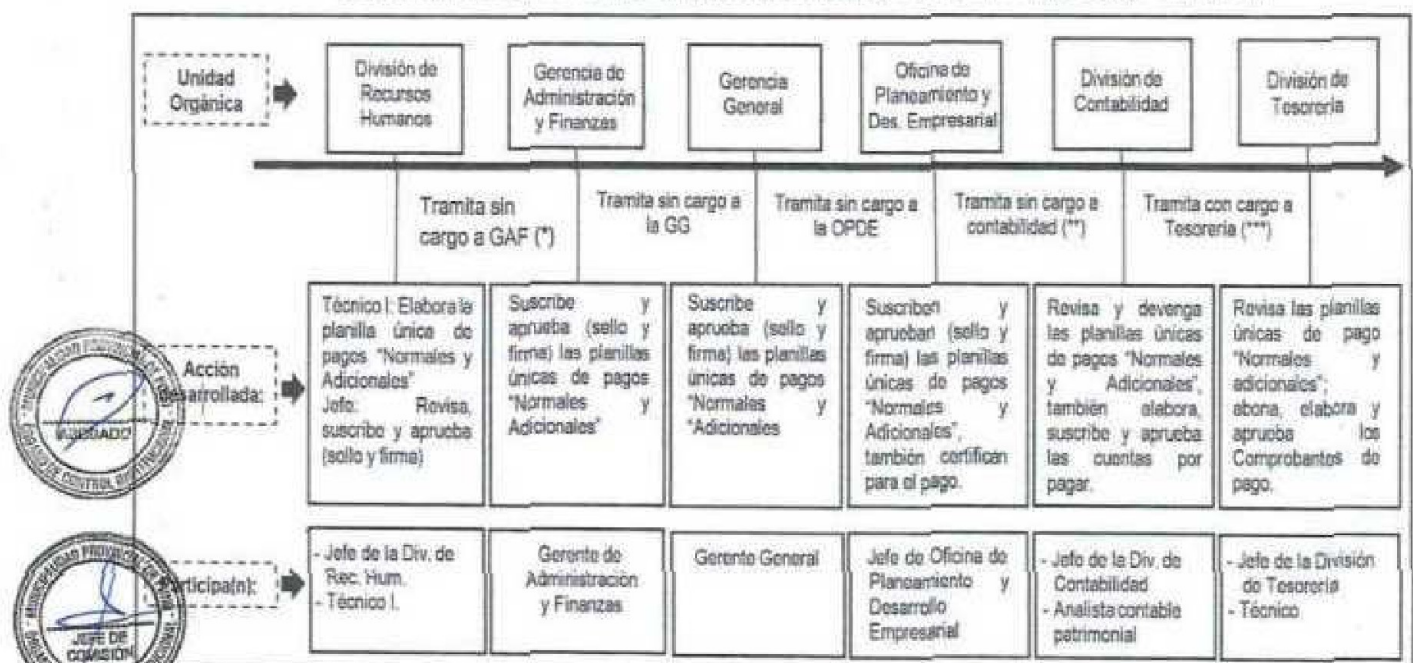 Unidad
Orgánica
División de
Recursos
Humanos
Gerencia de
Administración
y Finanzas
Gerencia
General
Oficina de
Planeamiento y
Des. Empresarial
División de
Contabilidad
División de
Tesorería
Tramita sin
cargo a GAF (*)
Tramita sin cargo a
la GG
Tramita sin cargo a
la OPDE
Tramita sin cargo a
contabilidad (**)
Tramita con cargo a
Tesorería (***)
Acción
desarrollada:
Técnico I: Elabora la
planilla única de
pagos "Normales y
Adicionales"
Jefe: Revisa,
suscribe y aprueba
(sello y firma)
Suscribe y
aprueba (sello y
firma) las planillas
únicas de pagos
"Normales y
Adicionales"
Suscribe y
aprueba (sello y
firma) las planillas
únicas de pagos
"Normales y
"Adicionales
Suscriben y
aprueban (sello y
firma) las planillas
únicas de pagos
"Normales y
Adicionales",
también certifican
para el pago.
Revisa y devenga
las planillas únicas
de pagos "Normales
y Adicionales",
también elabora,
suscribe y aprueba
las cuentas por
pagar.
Revisa las planillas
únicas de pago
"Normales y
adicionales";
abona, elabora y
aprueba los
Comprobantes de
pago.
ticipa(n):
- Jefe de la Div. de
Rec. Hum.
- Técnico I.
Gerente de
Administración
y Finanzas
Gerente General
Jefe de Oficina de
Planeamiento y
Desarrollo
Empresarial
- Jefe de la Div. de
Contabilidad
- Analista contable
patrimonial
- Jefe de la División
de Tesorería
- Técnico
JEFE DE
COMISION